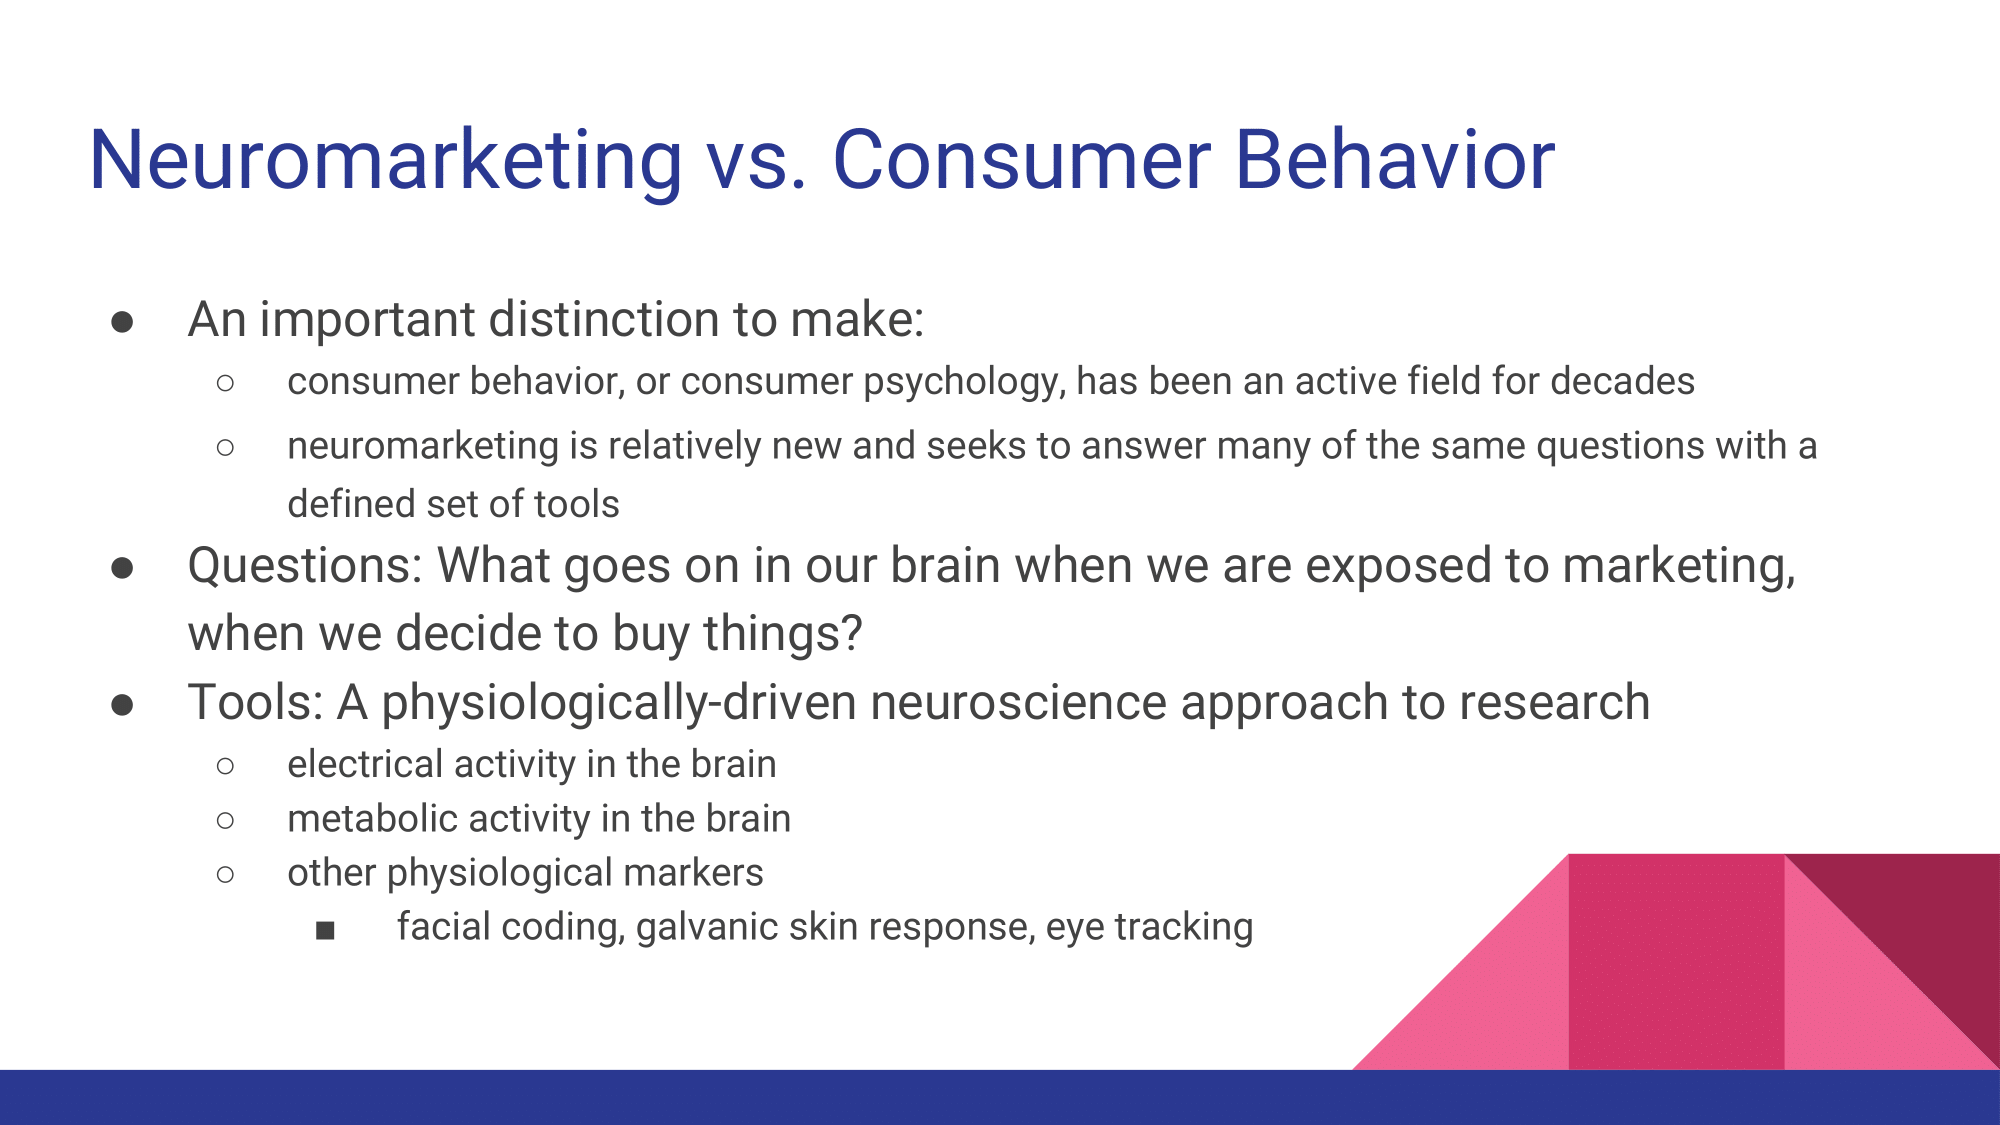 Neuromarketing vs. Consumer Behavior
● An important distinction to make:
○ consumer behavior, or consumer psychology, has been an active field for decades
○ neuromarketing is relatively new and seeks to answer many of the same questions with a
defined set of tools
● Questions: What goes on in our brain when we are exposed to marketing,
when we decide to buy things?
● Tools: A physiologically-driven neuroscience approach to research
○ electrical activity in the brain
○ metabolic activity in the brain
○ other physiological markers
■ facial coding, galvanic skin response, eye tracking